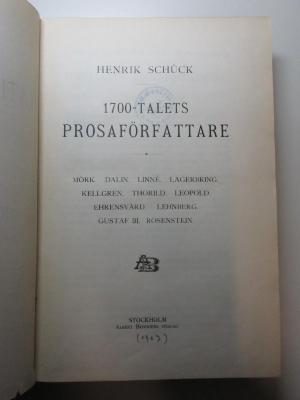 HENRIK SCHÜCK
1700-TALETS
PROSAFÖRFATTARE
MÖRK. DALIN. LINNÉ. LAGERBRING.
KELLGREN. THORILD. LEOPOLD
EHRENSVÄRD LEHNBERG.
GUSTAF III. ROSENSTEIN.
STOCKHOLM
ALBERT BONNIERS FÖRLAG
(1903)